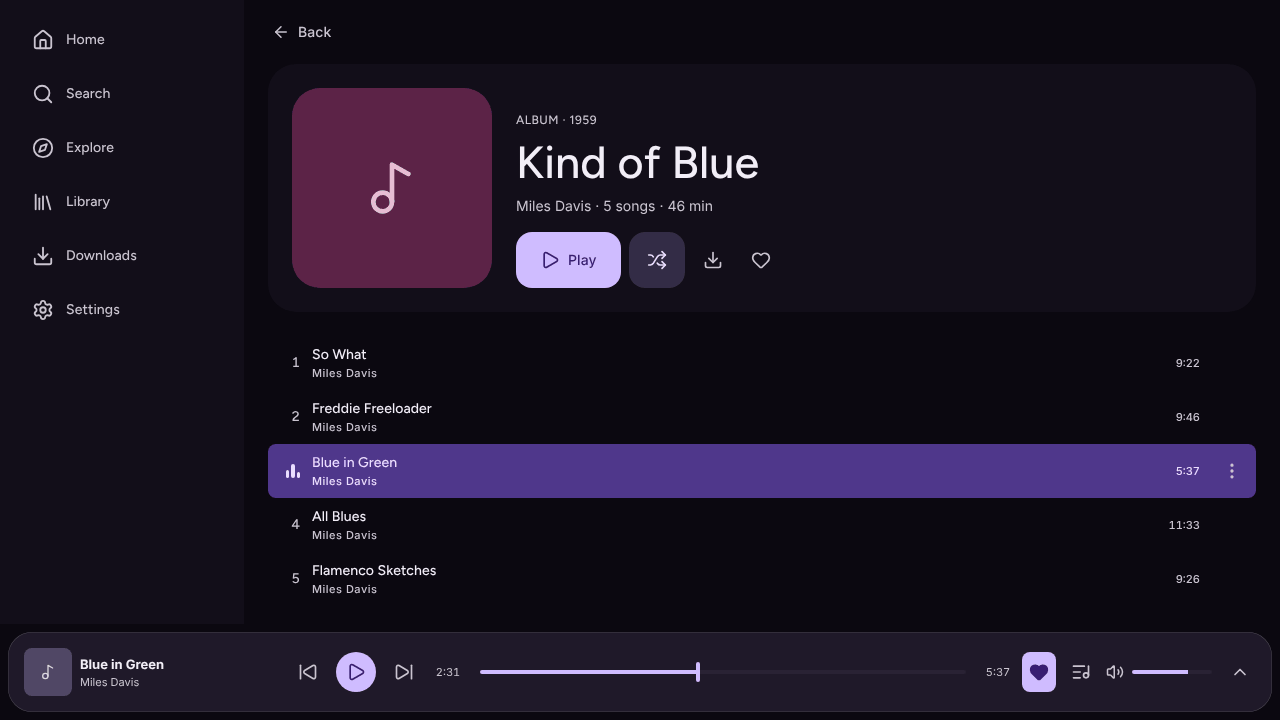 Home
Search
Explore
Library
Downloads
Settings
Back
ALBUM · 1959
Kind of Blue
Miles Davis · 5 songs · 46 min
Play
1
So What
Miles Davis
9:22
2
Freddie Freeloader
Miles Davis
9:46
Blue in Green
Miles Davis
5:37
4
All Blues
Miles Davis
11:33
5
Flamenco Sketches
Miles Davis
9:26
Blue in Green
Miles Davis
2:31
5:37